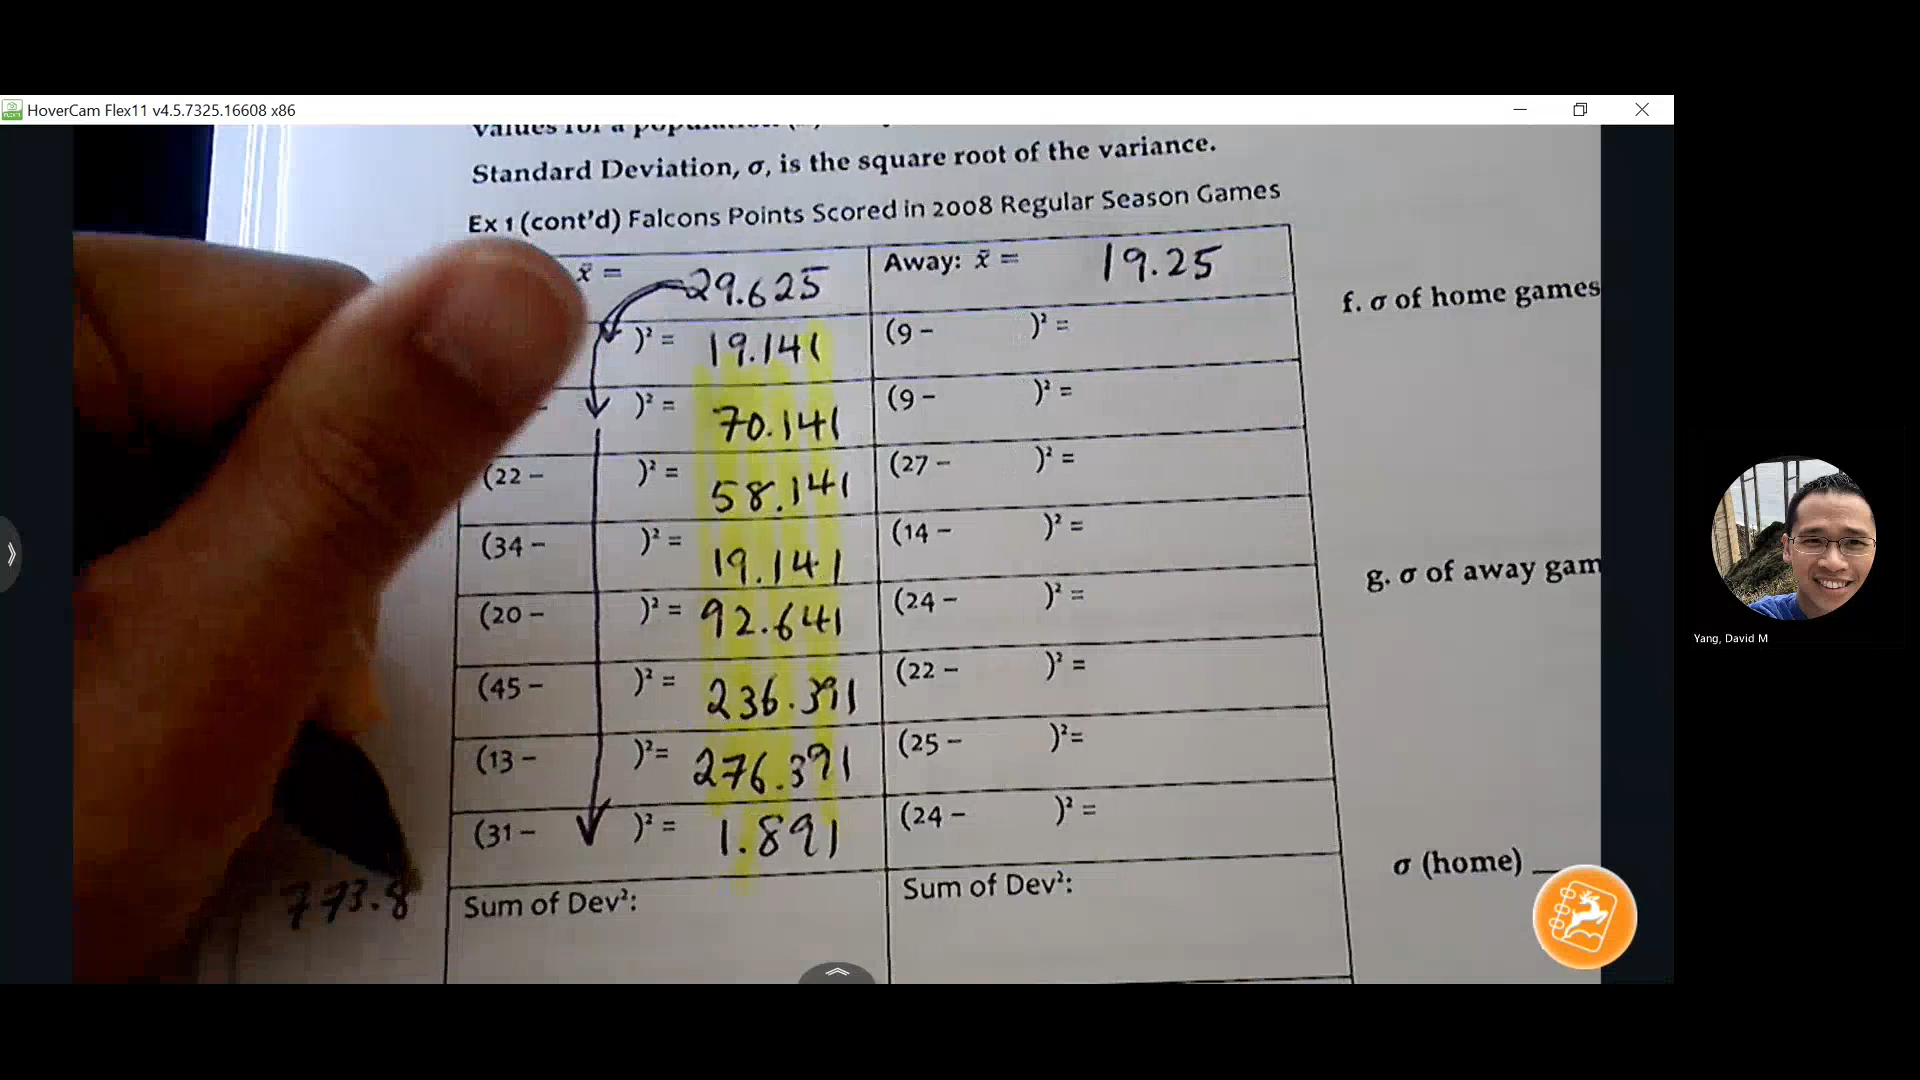 HoverCam Flex11 v4.5.7325.16608 x86
values for a
Standard Deviation, σ, is the square root of the variance.
Ex 1 (cont'd) Falcons Points Scored in 2008 Regular Season Games
x̄ = 29.625
Away: x̄ = 19.25
)² = 19.141
(9 – )² =
)² = 70.141
(9 – )² =
(22 – )² = 58.141
(27 – )² =
(34 – )² = 19.141
(14 – )² =
(20 – )² = 92.641
(24 – )² =
(45 – )² = 236.391
(22 – )² =
(13 – )² = 276.391
(25 – )² =
(31 – )² = 1.891
(24 – )² =
773.8
Sum of Dev²:
Sum of Dev²:
f. σ of home games
g. σ of away gam
σ (home)
Yang, David M